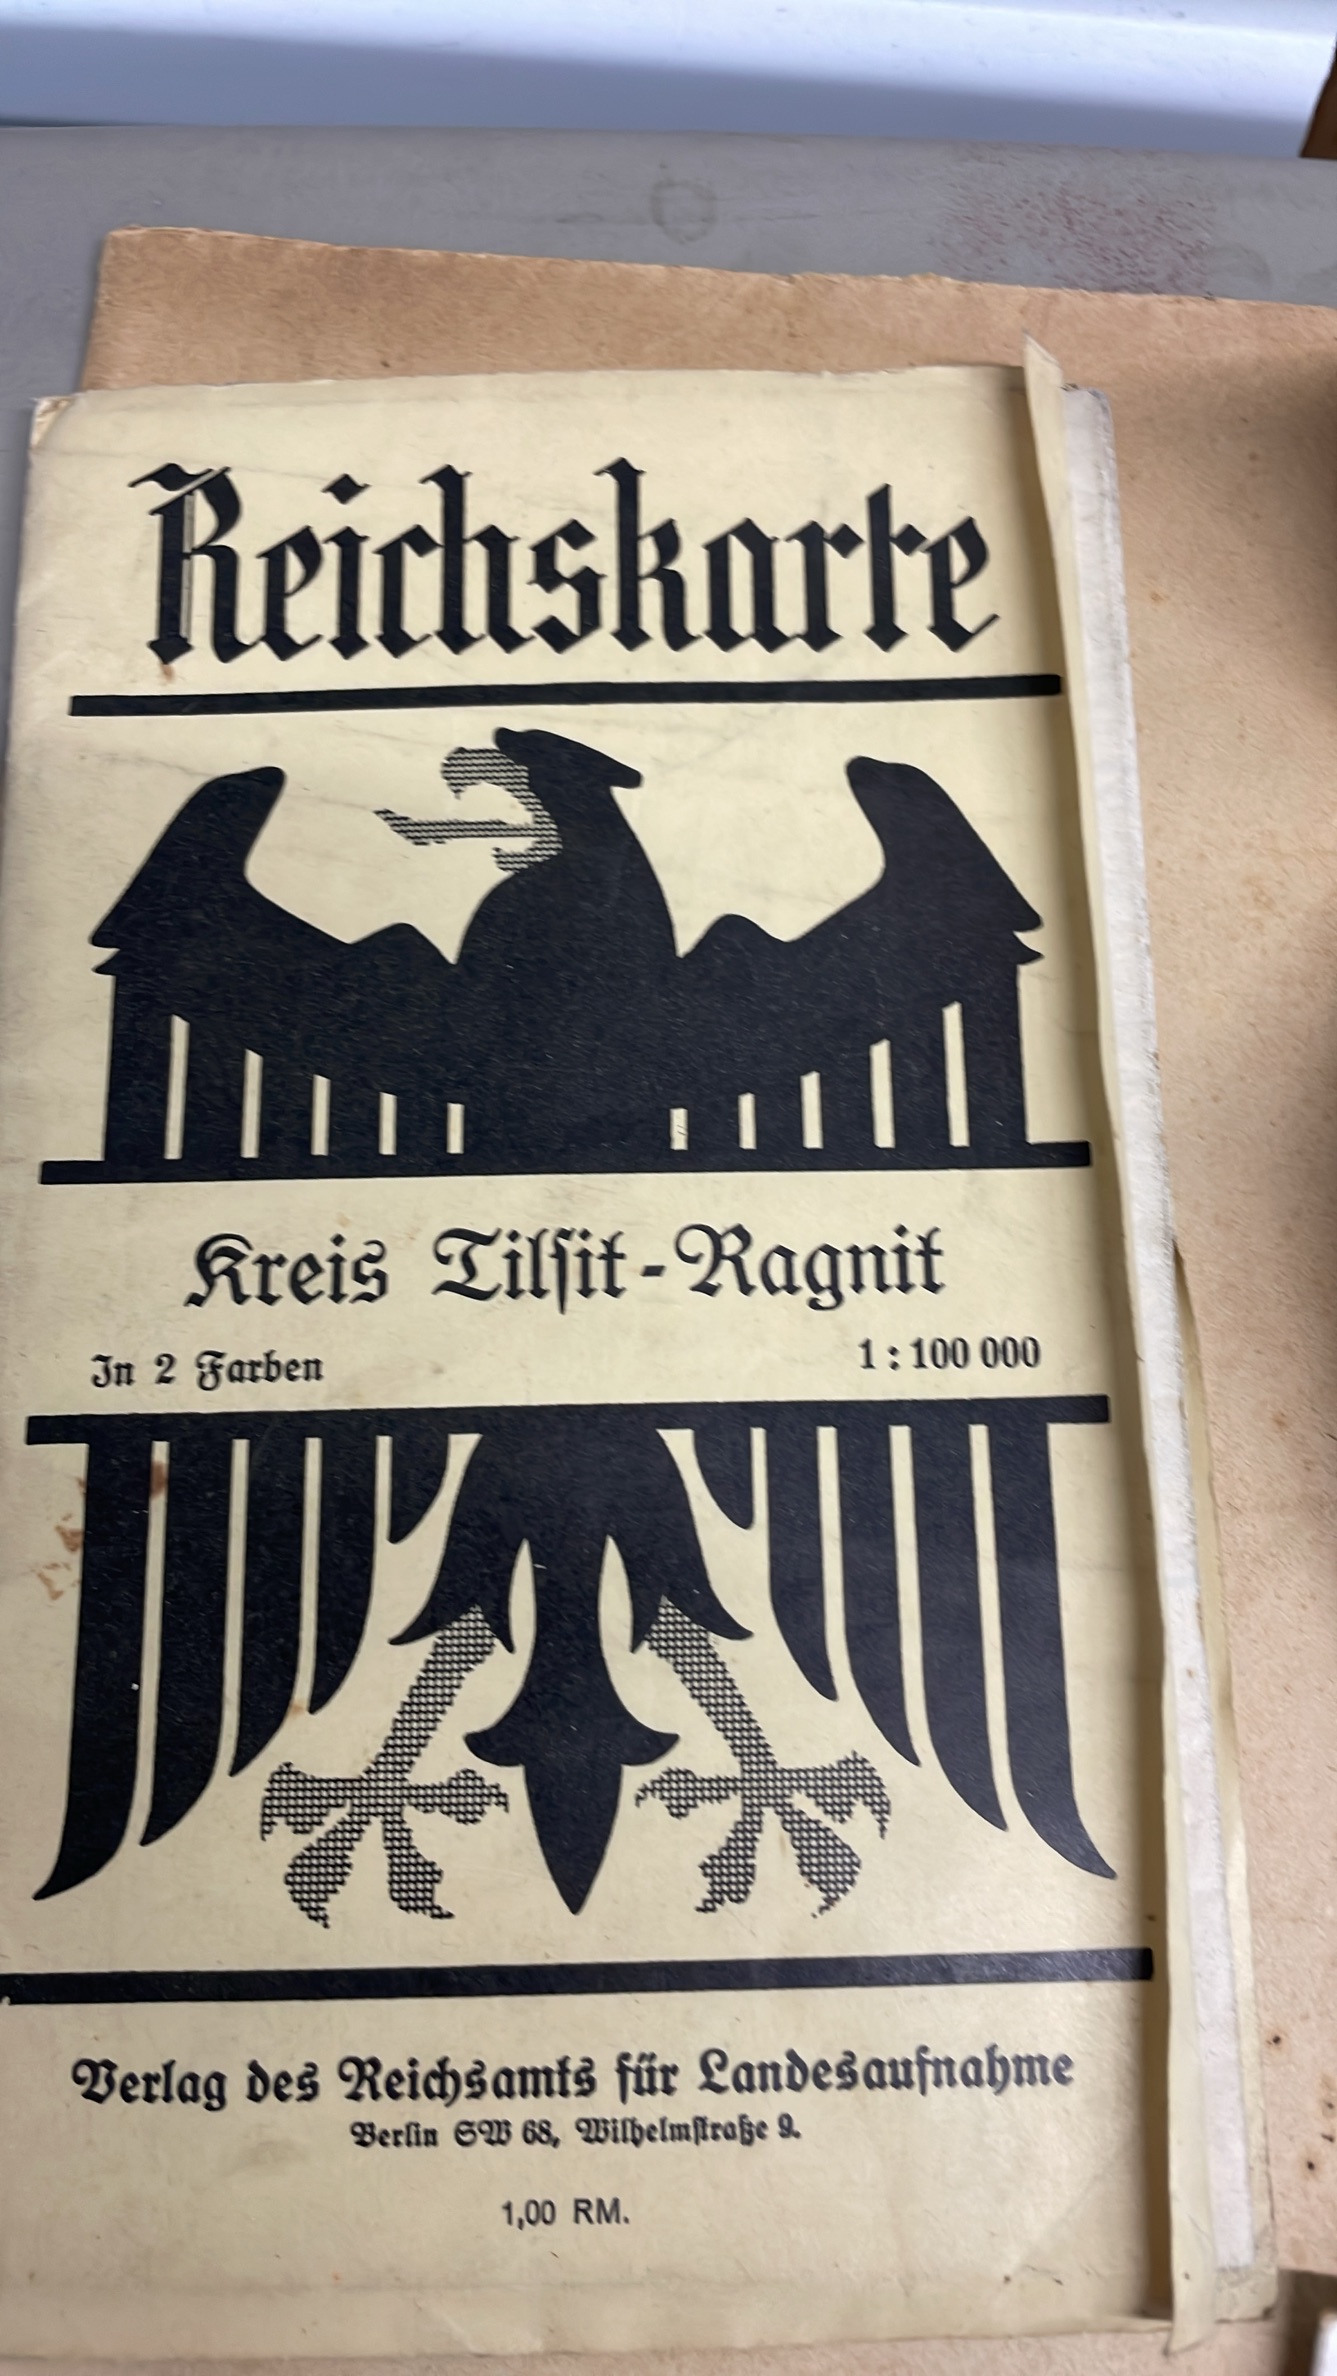 Reichskarte
Kreis Tilſit-Ragnit
In 2 Farben
1:100 000
Verlag des Reichsamts für Landesaufnahme
Berlin SW 68, Wilhelmſtraße 9.
1,00 RM.